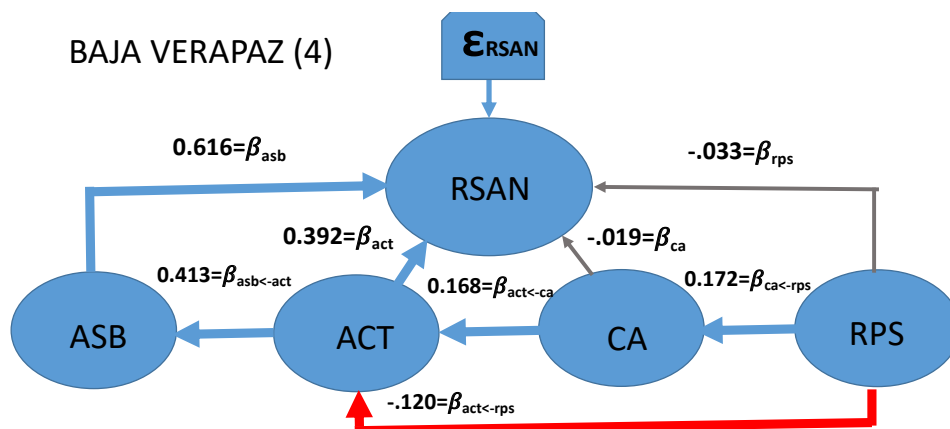 BAJA VERAPAZ (4)
εRSAN
0.616=βasb
-.033=βrps
RSAN
0.392=βact
-.019=βca
0.413=βasb<-act
0.168=βact<-ca
0.172=βca<-rps
ASB
ACT
CA
RPS
-.120=βact<-rps